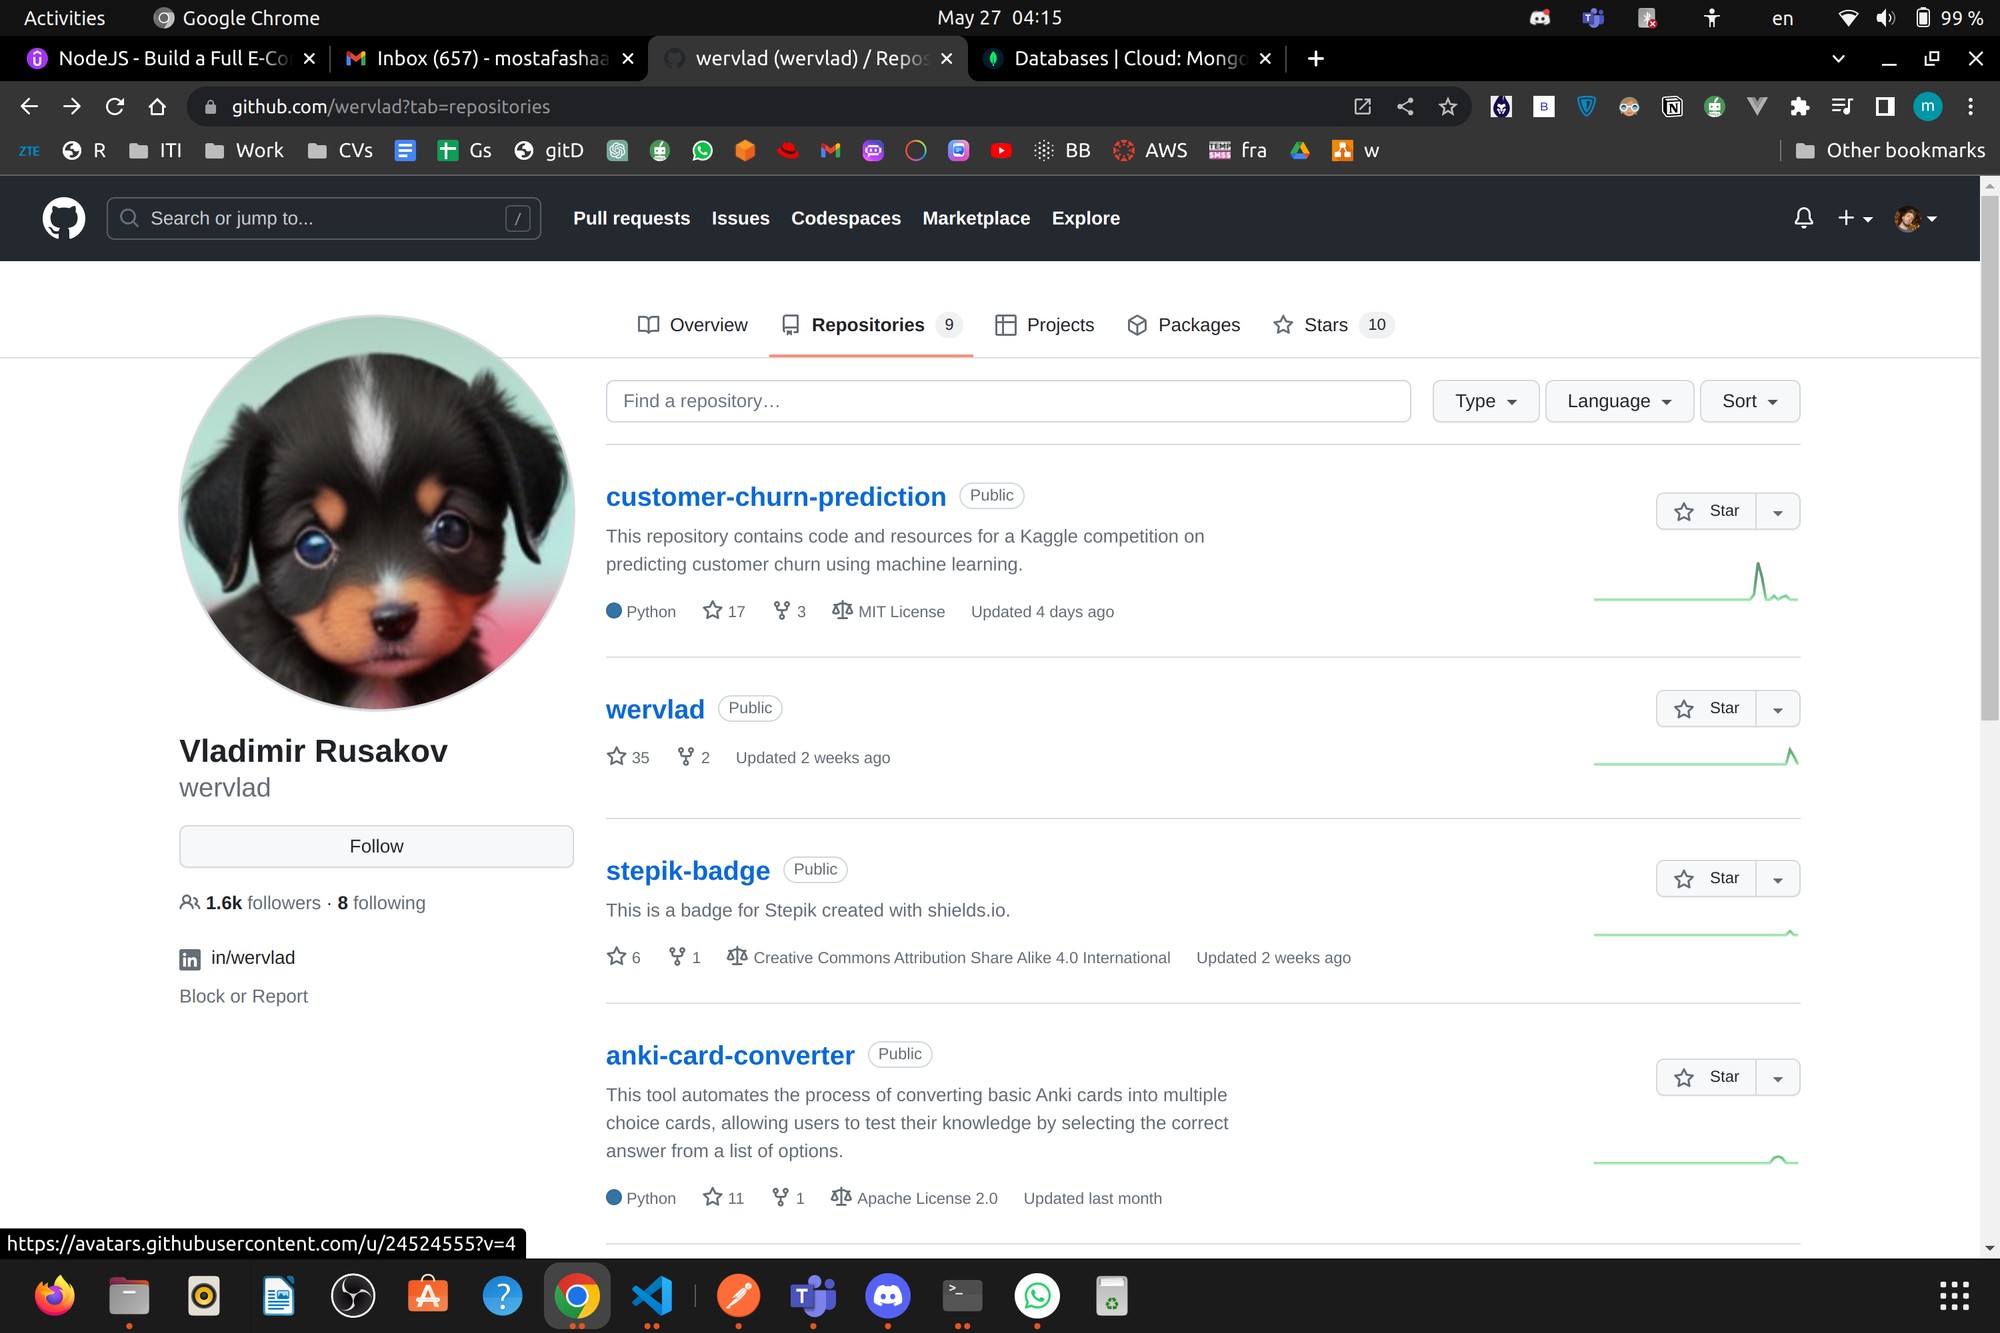 Activities
Google Chrome
May 27 04:15
en
99 %
NodeJS - Build a Full E-Co
Inbox (657) - mostafashaa
wervlad (wervlad) / Repos
Databases | Cloud: Mongo
github.com/wervlad?tab=repositories
m
ZTE
R
ITI
Work
CVs
Gs
gitD
BB
AWS
fra
w
Other bookmarks
Search or jump to...
/
Pull requests
Issues
Codespaces
Marketplace
Explore
Overview
Repositories 9
Projects
Packages
Stars 10
Find a repository…
Type
Language
Sort
customer-churn-prediction Public
Star
This repository contains code and resources for a Kaggle competition on
predicting customer churn using machine learning.
Python 17 3 MIT License Updated 4 days ago
wervlad Public
Star
35 2 Updated 2 weeks ago
Vladimir Rusakov
wervlad
Follow
1.6k followers · 8 following
in/wervlad
Block or Report
stepik-badge Public
Star
This is a badge for Stepik created with shields.io.
6 1 Creative Commons Attribution Share Alike 4.0 International Updated 2 weeks ago
anki-card-converter Public
Star
This tool automates the process of converting basic Anki cards into multiple
choice cards, allowing users to test their knowledge by selecting the correct
answer from a list of options.
Python 11 1 Apache License 2.0 Updated last month
https://avatars.githubusercontent.com/u/24524555?v=4